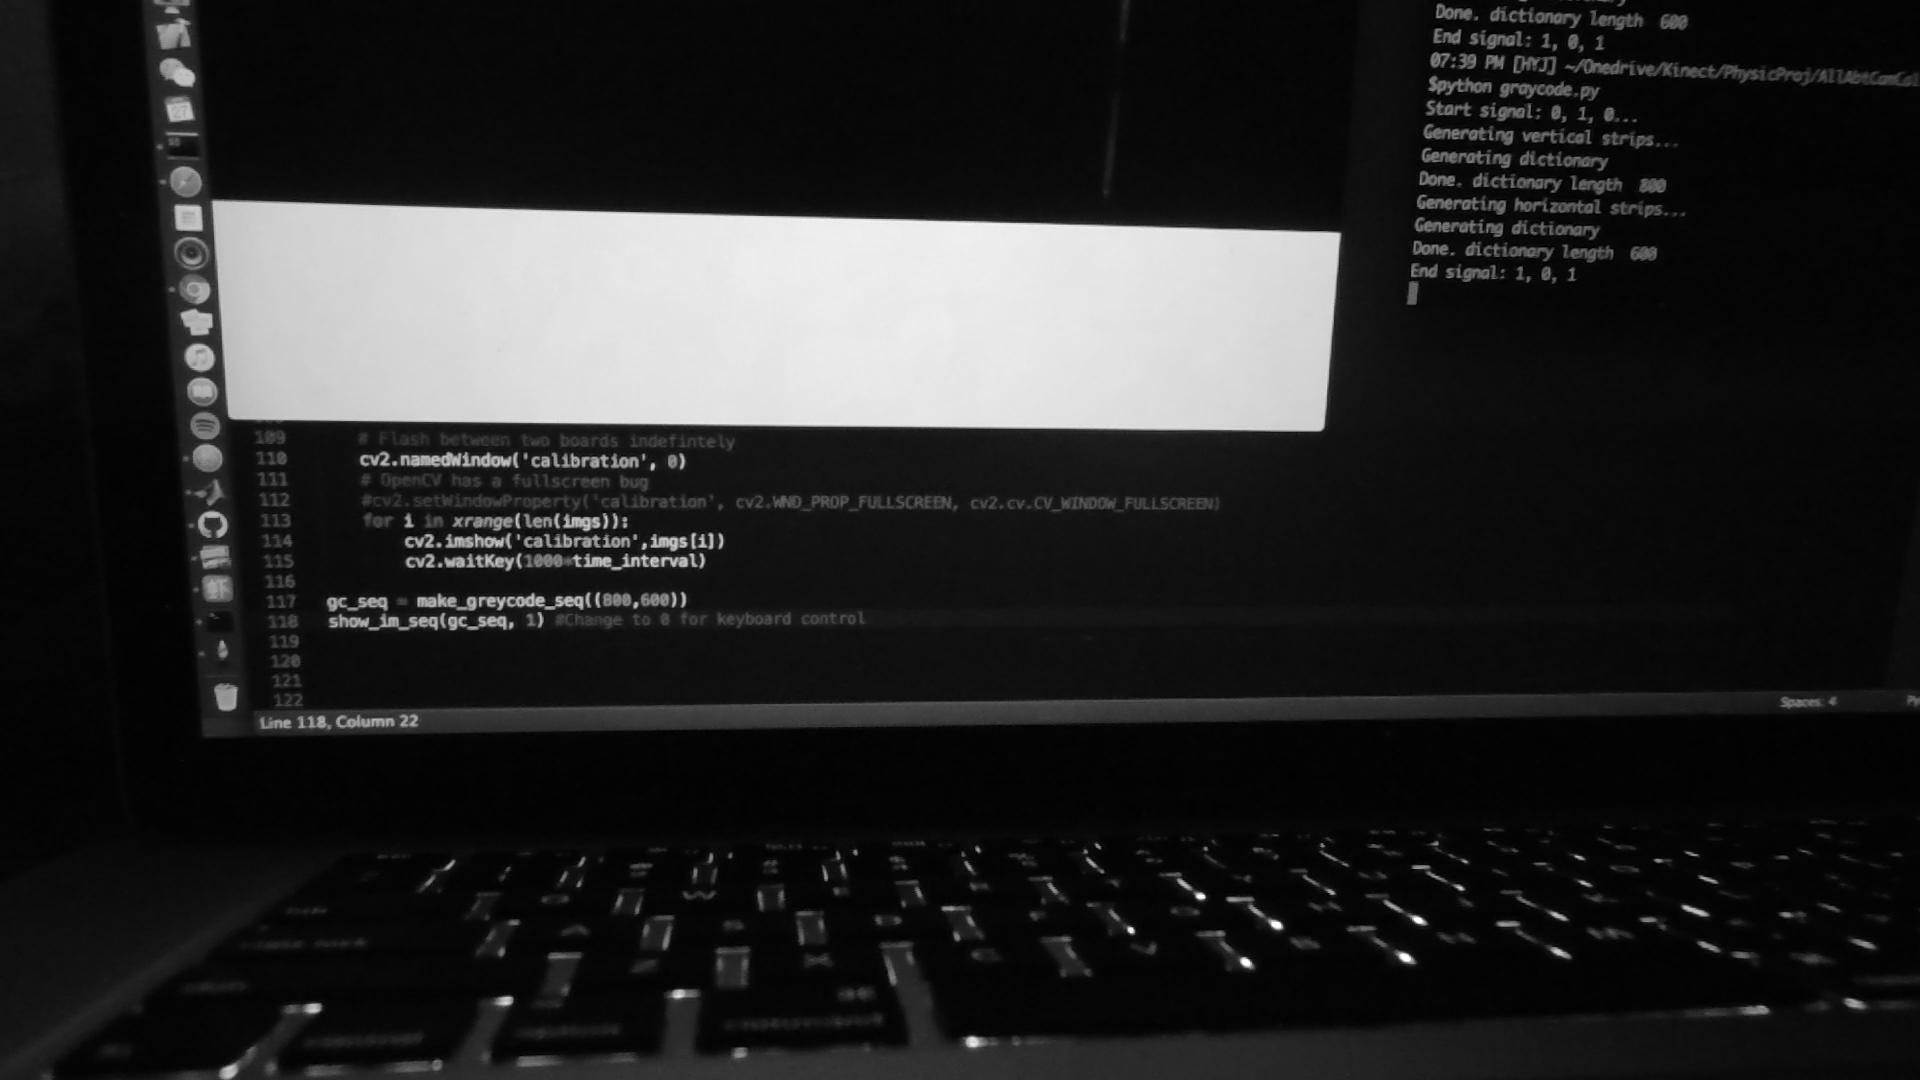 Done. dictionary length 600
End signal: 1, 0, 1
07:39 PM [HYJ] ~/Onedrive/Kinect/PhysicProj/AllAbtCamCal
$python graycode.py
Start signal: 0, 1, 0...
Generating vertical strips...
Generating dictionary
Done. dictionary length 800
Generating horizontal strips...
Generating dictionary
Done. dictionary length 600
End signal: 1, 0, 1
27
109 # Flash between two boards indefintely
110 cv2.namedWindow('calibration', 0)
111 # OpenCV has a fullscreen bug
112 #cv2.setWindowProperty('calibration', cv2.WND_PROP_FULLSCREEN, cv2.cv.CV_WINDOW_FULLSCREEN)
113 for i in xrange(len(imgs)):
114 cv2.imshow('calibration',imgs[i])
115 cv2.waitKey(1000*time_interval)
116
117 gc_seq = make_greycode_seq((800,600))
118 show_im_seq(gc_seq, 1) #Change to 0 for keyboard control
119
120
121
122
虾
Line 118, Column 22
Spaces: 4
Py
W
A S D
Z X C V